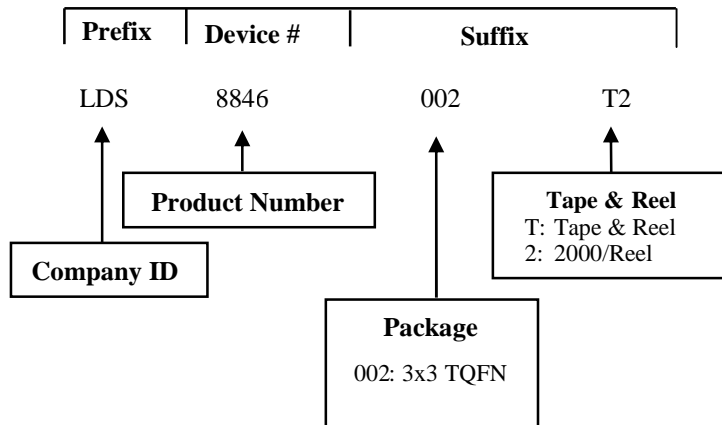 Prefix Device # Suffix
LDS 8846 002 T2
Product Number
Tape & Reel
T: Tape & Reel
2: 2000/Reel
Company ID
Package
002: 3x3 TQFN